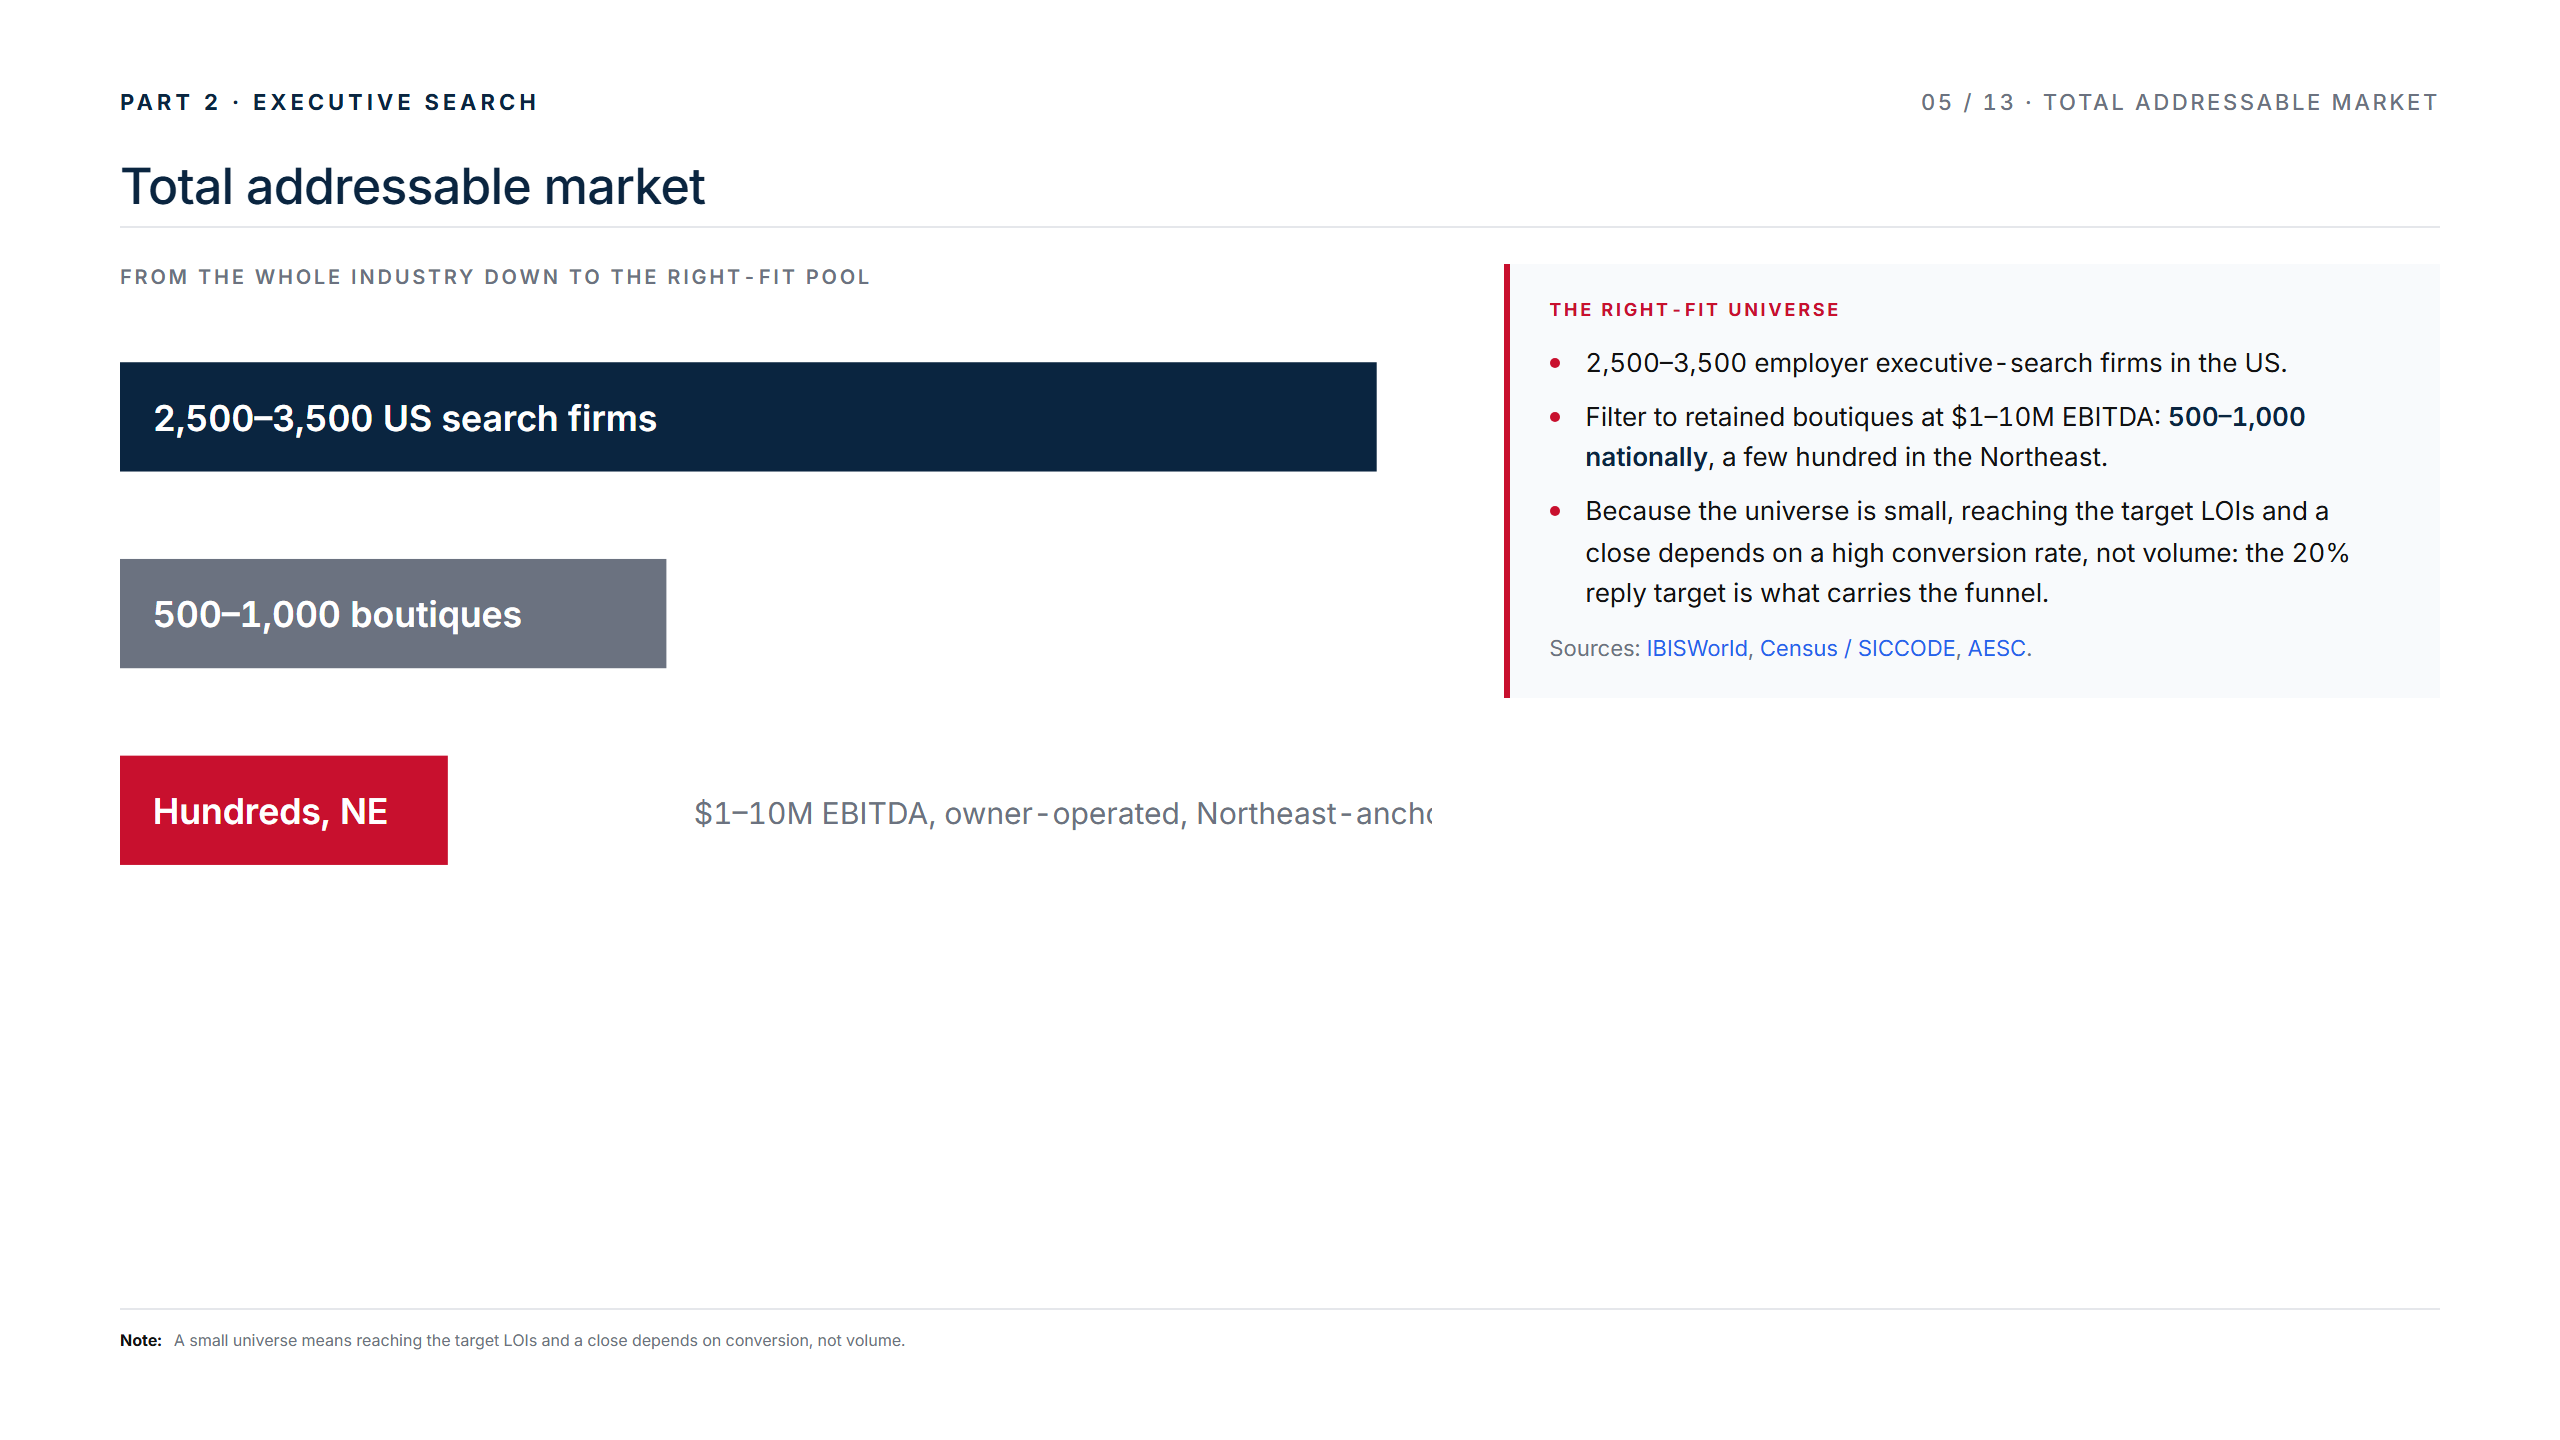 PART 2 · EXECUTIVE SEARCH
05 / 13 · TOTAL ADDRESSABLE MARKET
Total addressable market
FROM THE WHOLE INDUSTRY DOWN TO THE RIGHT-FIT POOL
2,500–3,500 US search firms
500–1,000 boutiques
Hundreds, NE
$1–10M EBITDA, owner-operated,
THE RIGHT-FIT UNIVERSE
2,500–3,500 employer executive-search firms in the US.
Filter to retained boutiques at $1–10M EBITDA: 500–1,000
nationally, a few hundred in the Northeast.
Because the universe is small, reaching the target LOIs and a
close depends on a high conversion rate, not volume: the 20%
reply target is what carries the funnel.
Sources: IBISWorld, Census / SICCODE, AESC.
Note: A small universe means reaching the target LOIs and a close depends on conversion, not volume.